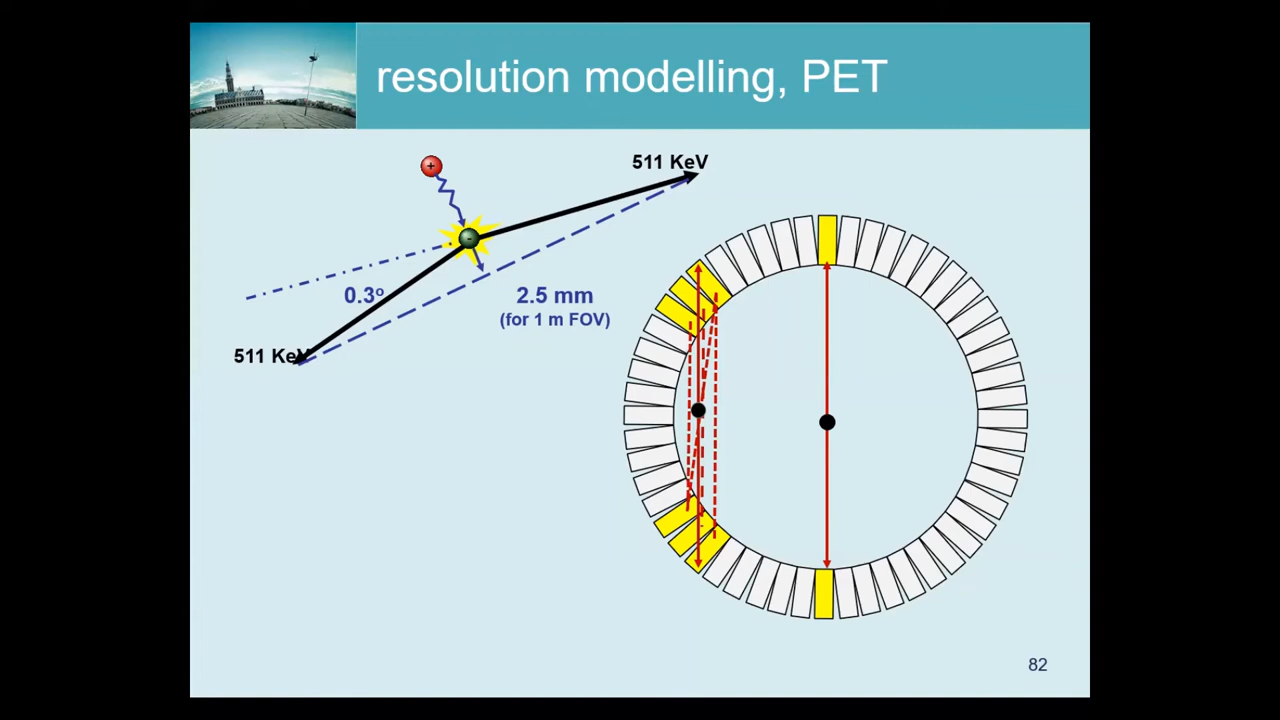 resolution modelling, PET
+
511 KeV
-
0.3°
2.5 mm
(for 1 m FOV)
511 KeV
82